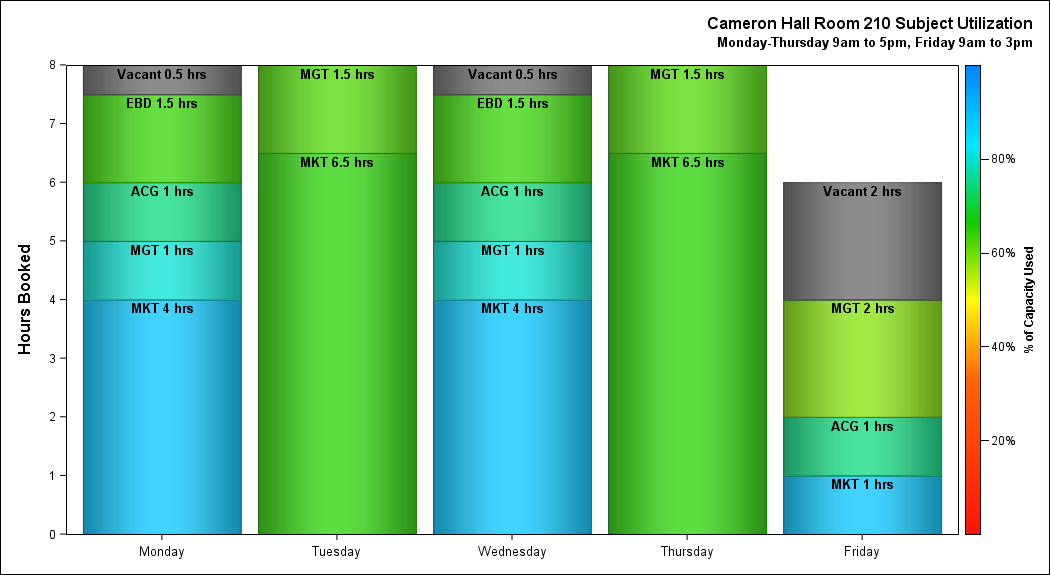 Cameron Hall Room 210 Subject Utilization
Monday-Thursday 9am to 5pm, Friday 9am to 3pm
Hours Booked
8
7
6
5
4
3
2
1
0
Vacant 0.5 hrs
EBD 1.5 hrs
ACG 1 hrs
MGT 1 hrs
MKT 4 hrs
MGT 1.5 hrs
MKT 6.5 hrs
Vacant 0.5 hrs
EBD 1.5 hrs
ACG 1 hrs
MGT 1 hrs
MKT 4 hrs
MGT 1.5 hrs
MKT 6.5 hrs
Vacant 2 hrs
MGT 2 hrs
ACG 1 hrs
MKT 1 hrs
Monday
Tuesday
Wednesday
Thursday
Friday
80%
60%
40%
20%
% of Capacity Used